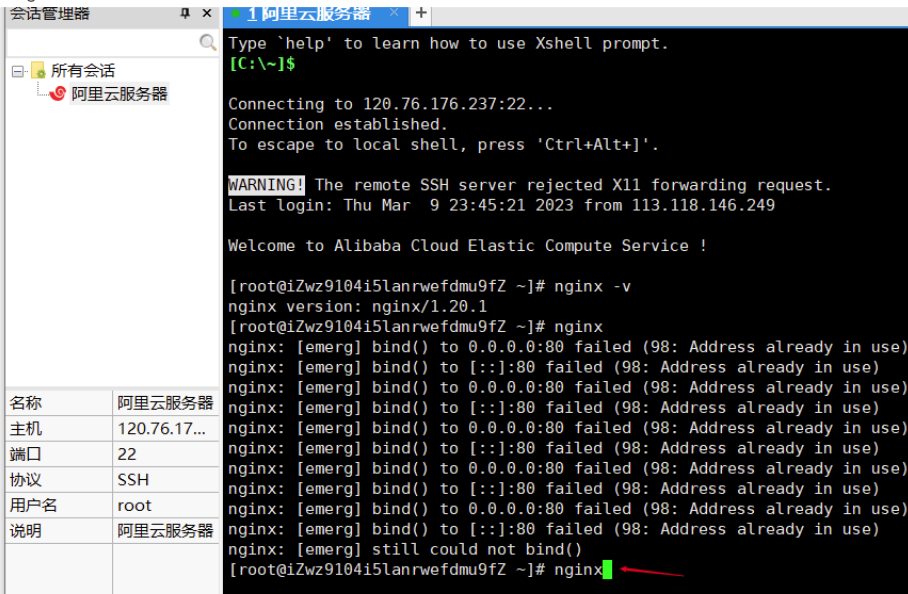 会话管理器
所有会话
阿里云服务器
名称 阿里云服务器
主机 120.76.17...
端口 22
协议 SSH
用户名 root
说明 阿里云服务器
1 阿里云服务器 × +
Type `help' to learn how to use Xshell prompt.
[C:\~]$
Connecting to 120.76.176.237:22...
Connection established.
To escape to local shell, press 'Ctrl+Alt+]'.
WARNING! The remote SSH server rejected X11 forwarding request.
Last login: Thu Mar  9 23:45:21 2023 from 113.118.146.249
Welcome to Alibaba Cloud Elastic Compute Service !
[root@iZwz9104i5lanrwefdmu9fZ ~]# nginx -v
nginx version: nginx/1.20.1
[root@iZwz9104i5lanrwefdmu9fZ ~]# nginx
nginx: [emerg] bind() to 0.0.0.0:80 failed (98: Address already in use)
nginx: [emerg] bind() to [::]:80 failed (98: Address already in use)
nginx: [emerg] bind() to 0.0.0.0:80 failed (98: Address already in use)
nginx: [emerg] bind() to [::]:80 failed (98: Address already in use)
nginx: [emerg] bind() to 0.0.0.0:80 failed (98: Address already in use)
nginx: [emerg] bind() to [::]:80 failed (98: Address already in use)
nginx: [emerg] bind() to 0.0.0.0:80 failed (98: Address already in use)
nginx: [emerg] bind() to [::]:80 failed (98: Address already in use)
nginx: [emerg] bind() to 0.0.0.0:80 failed (98: Address already in use)
nginx: [emerg] bind() to [::]:80 failed (98: Address already in use)
nginx: [emerg] still could not bind()
[root@iZwz9104i5lanrwefdmu9fZ ~]# nginx